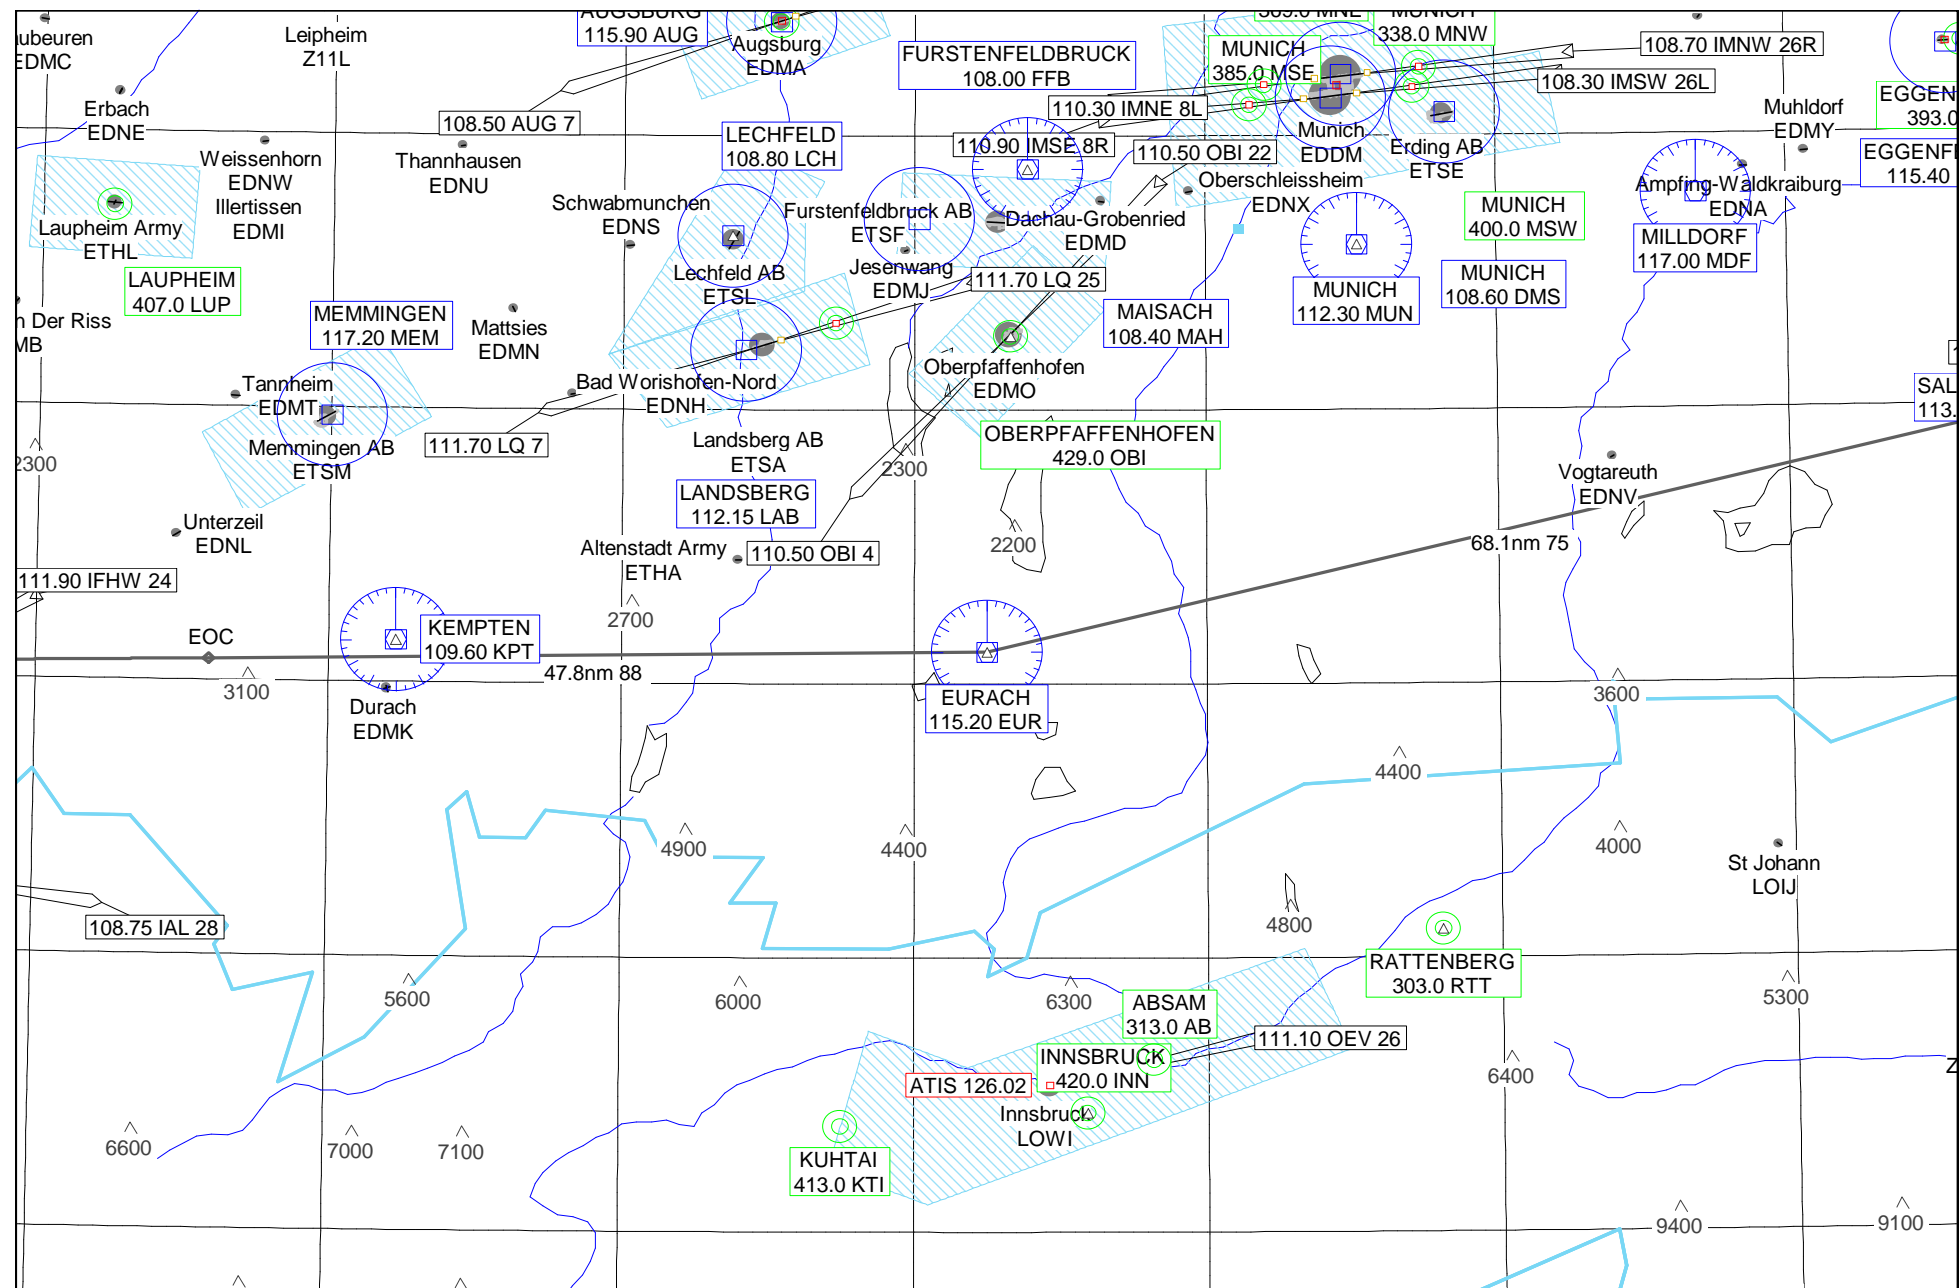 AUGSBURG
115.90 AUG
389.0 MNE
MUNICH
338.0 MNW
108.70 IMNW 26R
aubeuren
EDMC
Leipheim
Z11L
Augsburg
EDMA
FURSTENFELDBRUCK
108.00 FFB
MUNICH
385.0 MSE
108.30 IMSW 26L
EGGEN
393.0
Erbach
EDNE
108.50 AUG 7
110.30 IMNE 8L
Muhldorf
EDMY
LECHFELD
108.80 LCH
110.90 IMSE 8R
110.50 OBI 22
Munich
EDDM
Erding AB
ETSE
EGGENF
115.40
Weissenhorn
EDNW
Thannhausen
EDNU
Illertissen
EDMI
Oberschleissheim
EDNX
Ampfing-Waldkraiburg
EDNA
Schwabmunchen
EDNS
Furstenfeldbruck AB
ETSF
Dachau-Grobenried
EDMD
MUNICH
400.0 MSW
Laupheim Army
ETHL
MILLDORF
117.00 MDF
LAUPHEIM
407.0 LUP
Lechfeld AB
ETSL
Jesenwang
EDMJ
111.70 LQ 25
MUNICH
112.30 MUN
MUNICH
108.60 DMS
n Der Riss
MB
MEMMINGEN
117.20 MEM
Mattsies
EDMN
MAISACH
108.40 MAH
Oberpfaffenhofen
EDMO
Tannheim
EDMT
Bad Worishofen-Nord
EDNH
SAL
113.
Memmingen AB
ETSM
111.70 LQ 7
Landsberg AB
ETSA
OBERPFAFFENHOFEN
429.0 OBI
2300
2300
Vogtareuth
EDNV
LANDSBERG
112.15 LAB
Unterzeil
EDNL
Altenstadt Army
ETHA
110.50 OBI 4
2200
68.1nm 75
111.90 IFHW 24
2700
EOC
KEMPTEN
109.60 KPT
47.8nm 88
3100
EURACH
115.20 EUR
3600
Durach
EDMK
4400
4900
4400
4000
St Johann
LOIJ
108.75 IAL 28
4800
RATTENBERG
303.0 RTT
5600
6000
6300
5300
ABSAM
313.0 AB
111.10 OEV 26
INNSBRUCK
420.0 INN
ATIS 126.02
6400
Z
Innsbruck
LOWI
6600
7000
7100
KUHTAI
413.0 KTI
9400
9100